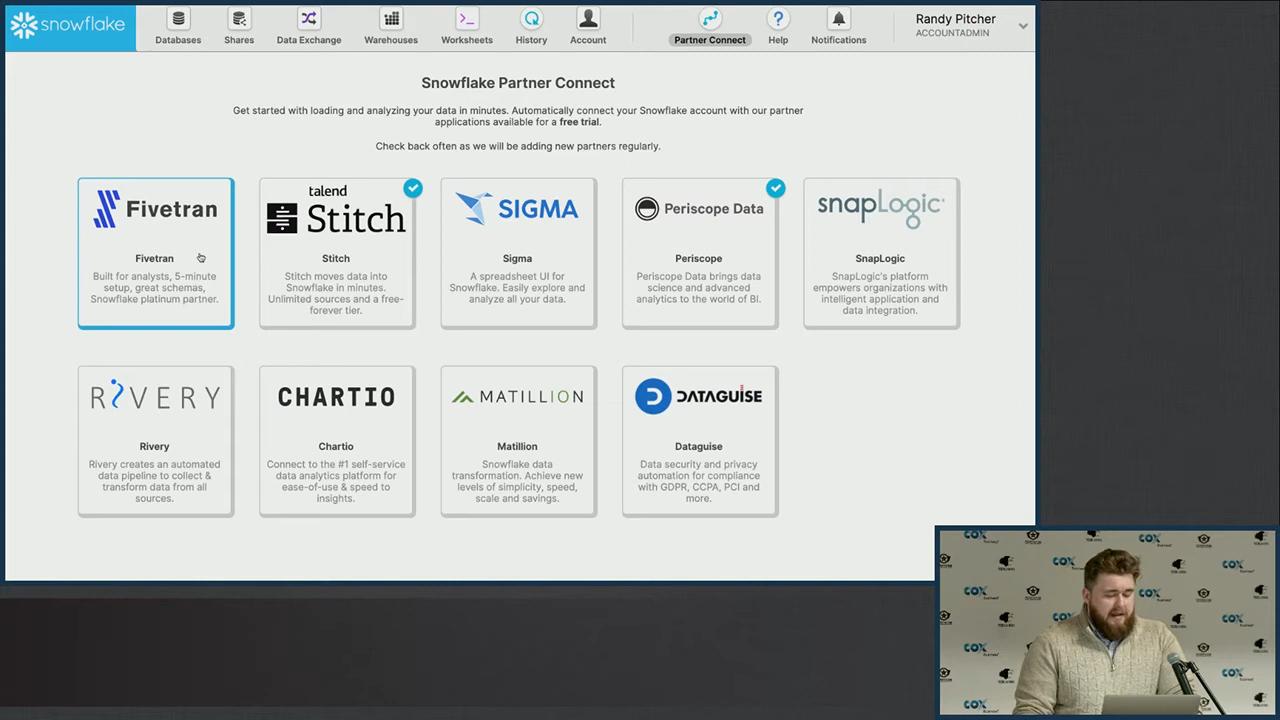 snowflake
Databases
Shares
Data Exchange
Warehouses
Worksheets
History
Account
Partner Connect
Help
Notifications
Randy Pitcher
ACCOUNTADMIN
Snowflake Partner Connect
Get started with loading and analyzing your data in minutes. Automatically connect your Snowflake account with our partner
applications available for a free trial.
Check back often as we will be adding new partners regularly.
Fivetran
Fivetran
Built for analysts, 5-minute
setup, great schemas,
Snowflake platinum partner.
talend
Stitch
Stitch
Stitch moves data into
Snowflake in minutes.
Unlimited sources and a free-
forever tier.
SIGMA
Sigma
A spreadsheet UI for
Snowflake. Easily explore and
analyze all your data.
Periscope Data
Periscope
Periscope Data brings data
science and advanced
analytics to the world of BI.
snapLogic
SnapLogic
SnapLogic's platform
empowers organizations with
intelligent application and
data integration.
RIVERY
Rivery
Rivery creates an automated
data pipeline to collect &
transform data from all
sources.
CHARTIO
Chartio
Connect to the #1 self-service
data analytics platform for
ease-of-use & speed to
insights.
MATILLION
Matillion
Snowflake data
transformation. Achieve new
levels of simplicity, speed,
scale and savings.
DATAGUISE
Dataguise
Data security and privacy
automation for compliance
with GDPR, CCPA, PCI and
more.
COX
COX
COX
COX
COX
COX
COX
COX
COX